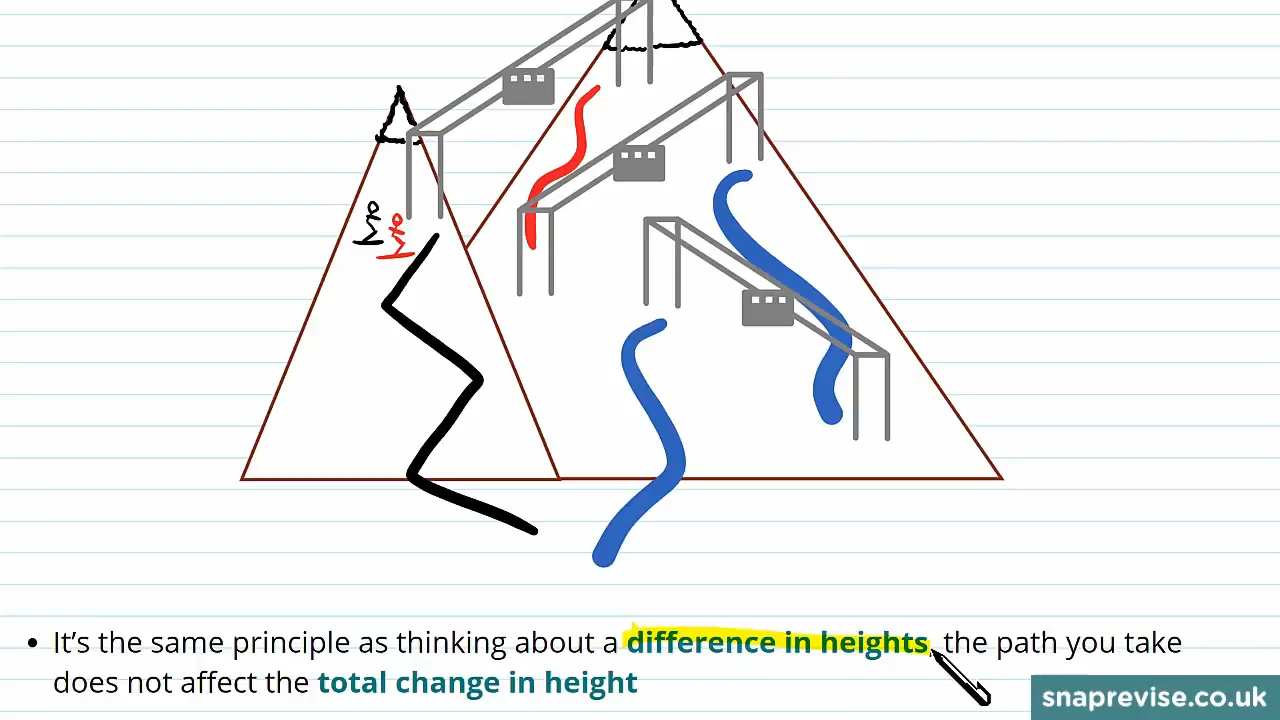 • It’s the same principle as thinking about a difference in heights, the path you take
does not affect the total change in height
snaprevise.co.uk